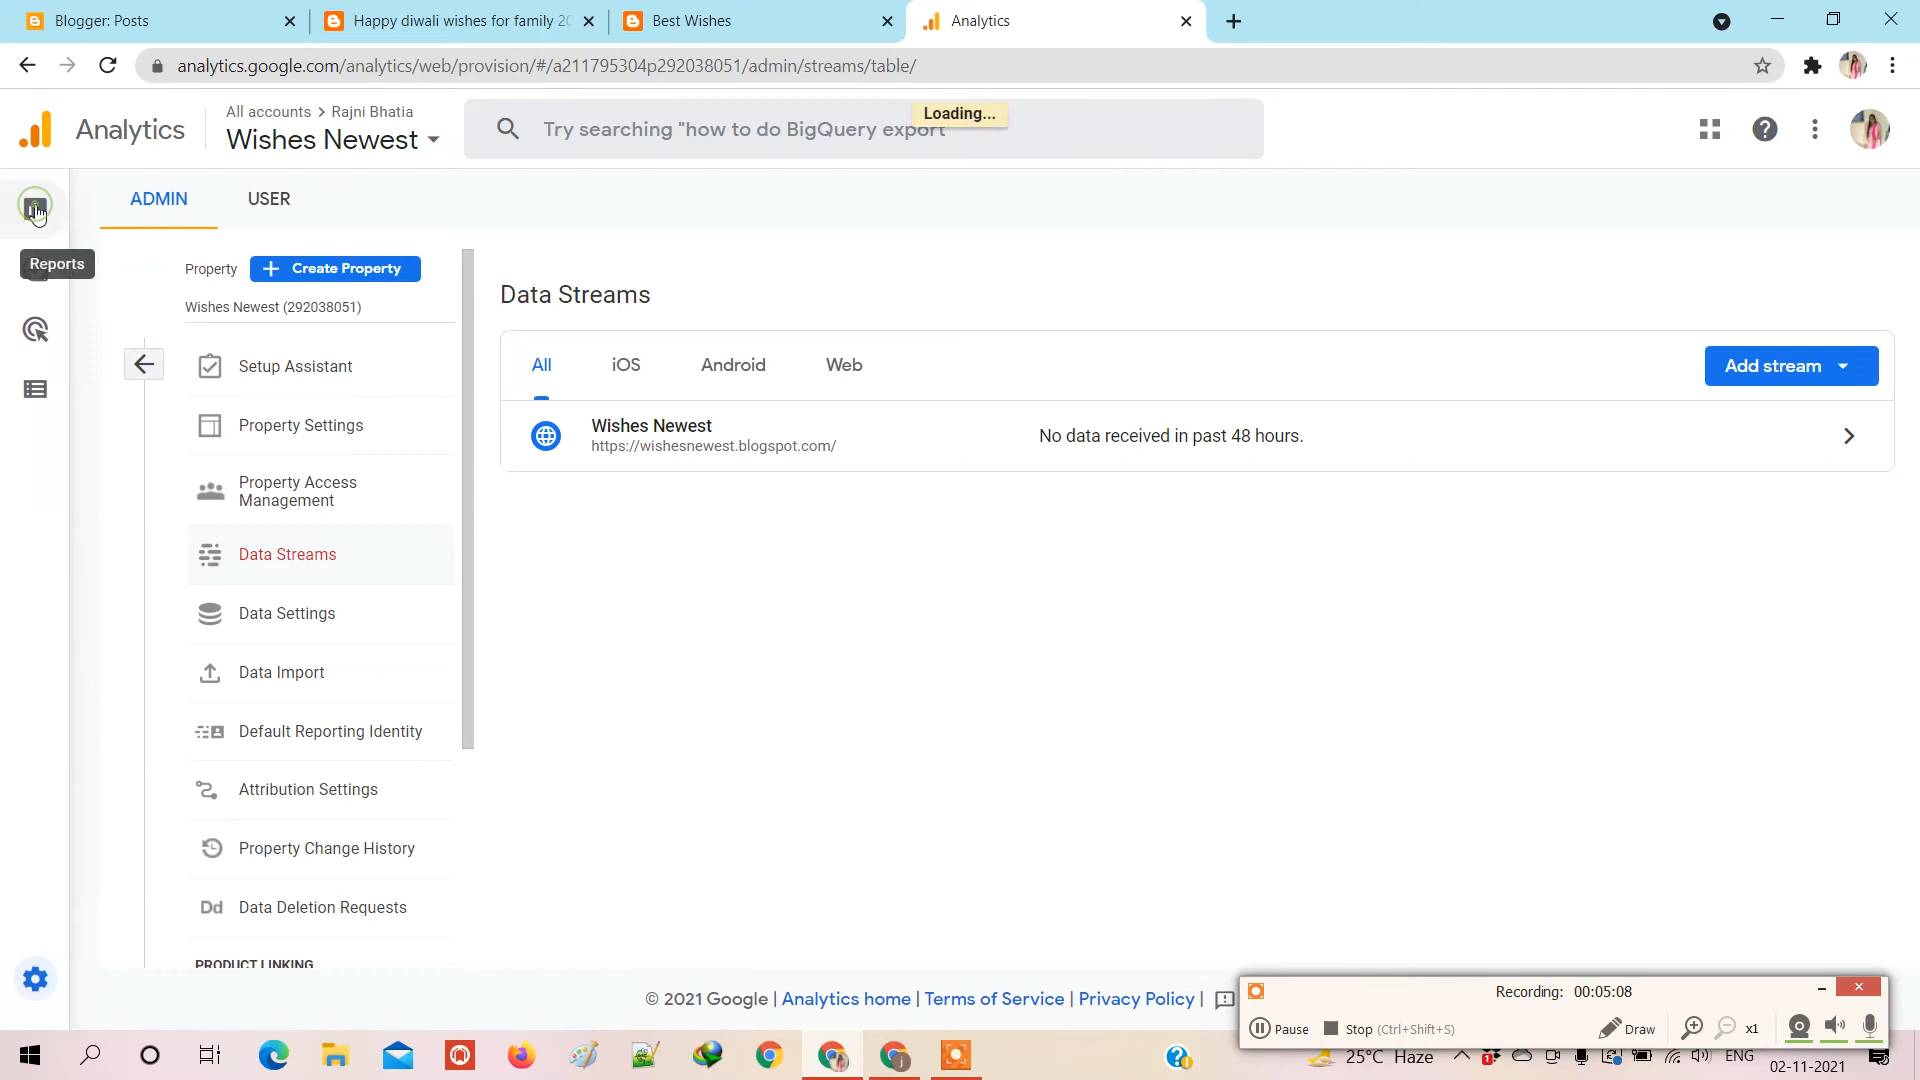 Blogger: Posts
Happy diwali wishes for family 20
Best Wishes
Analytics
analytics.google.com/analytics/web/provision/#/a211795304p292038051/admin/streams/table/
Analytics
All accounts > Rajni Bhatia
Wishes Newest
Try searching "how to do BigQuery export"
Loading...
ADMIN
USER
Reports
Property
Create Property
Wishes Newest (292038051)
Setup Assistant
Property Settings
Property Access
Management
Data Streams
Data Settings
Data Import
Default Reporting Identity
Attribution Settings
Property Change History
Dd
Data Deletion Requests
PRODUCT LINKING
Data Streams
All
iOS
Android
Web
Add stream
Wishes Newest
https://wishesnewest.blogspot.com/
No data received in past 48 hours.
© 2021 Google | Analytics home | Terms of Service | Privacy Policy |
Recording: 00:05:08
Pause
Stop (Ctrl+Shift+S)
Draw
x1
25°C Haze
ENG
02-11-2021